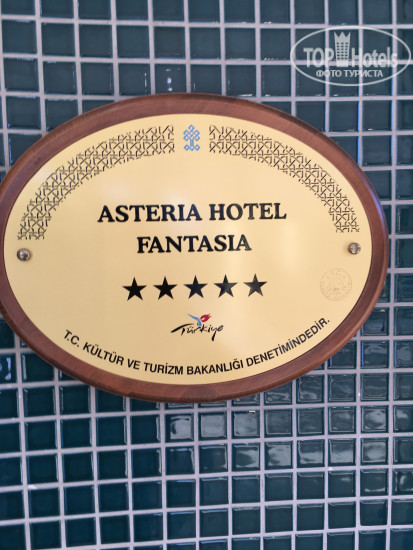 TOP Hotels
ФОТО ТУРИСТА
ASTERIA HOTEL
FANTASIA
★★★★★
Türkiye
T.C. KÜLTÜR VE TURİZM BAKANLIĞI DENETİMİNDEDİR.